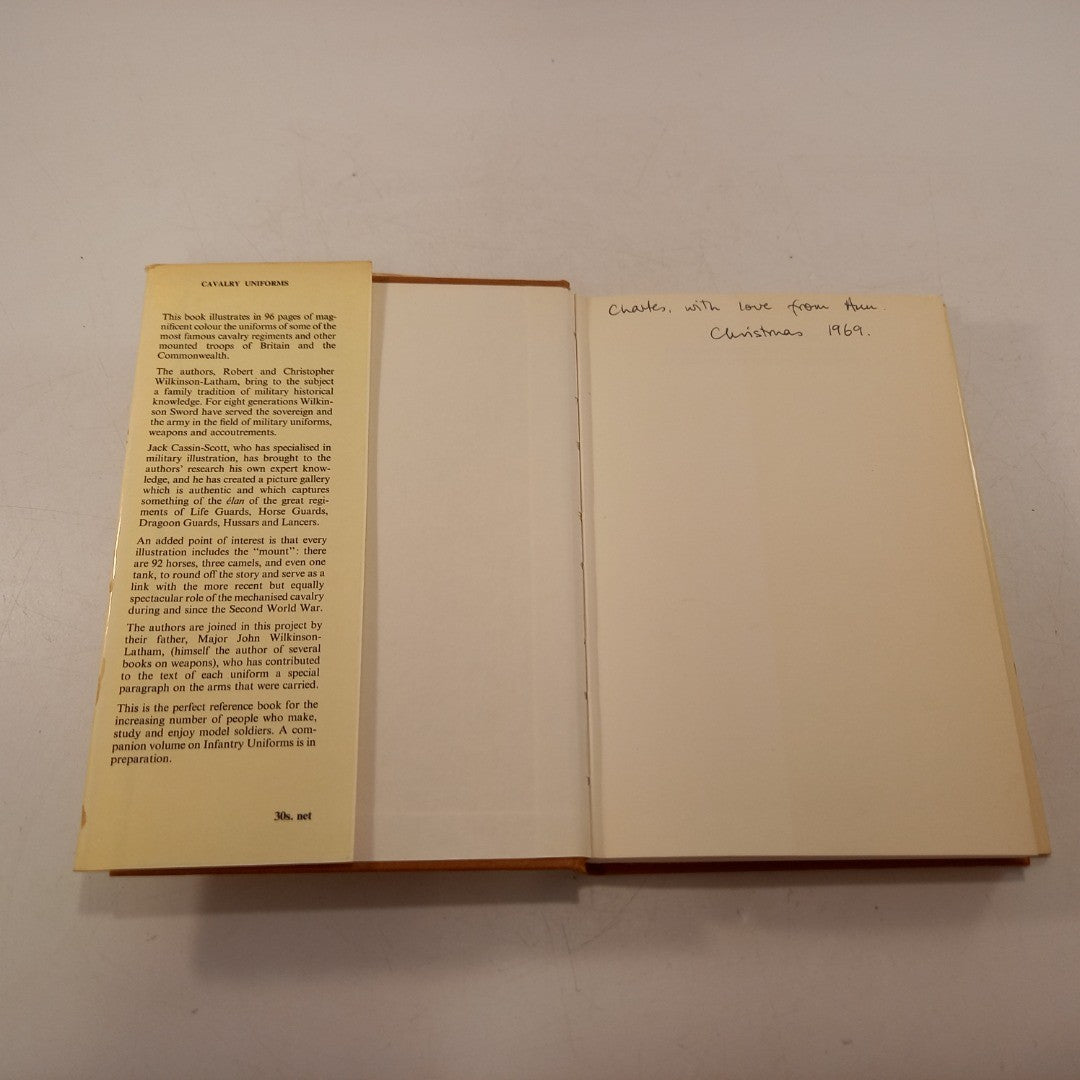 CAVALRY UNIFORMS
This book illustrates in 96 pages of mag-
nificent colour the uniforms of some of the
most famous cavalry regiments and other
mounted troops of Britain and the
Commonwealth.
The authors, Robert and Christopher
Wilkinson-Latham, bring to the subject
a family tradition of military historical
knowledge. For eight generations Wilkin-
son Sword have served the sovereign and
the army in the field of military uniforms,
weapons and accoutrements.
Jack Cassin-Scott, who has specialised in
military illustration, has brought to the
authors' research his own expert know-
ledge, and he has created a picture gallery
which is authentic and which captures
something of the élan of the great regi-
ments of Life Guards, Horse Guards,
Dragoon Guards, Hussars and Lancers.
An added point of interest is that every
illustration includes the "mount": there
are 92 horses, three camels, and even one
tank, to round off the story and serve as a
link with the more recent but equally
spectacular role of the mechanised cavalry
during and since the Second World War.
The authors are joined in this project by
their father, Major John Wilkinson-
Latham, (himself the author of several
books on weapons), who has contributed
to the text of each uniform a special
paragraph on the arms that were carried.
This is the perfect reference book for the
increasing number of people who make,
study and enjoy model soldiers. A com-
panion volume on Infantry Uniforms is in
preparation.
30s. net
Charles, with love from Ann.
Christmas 1969.